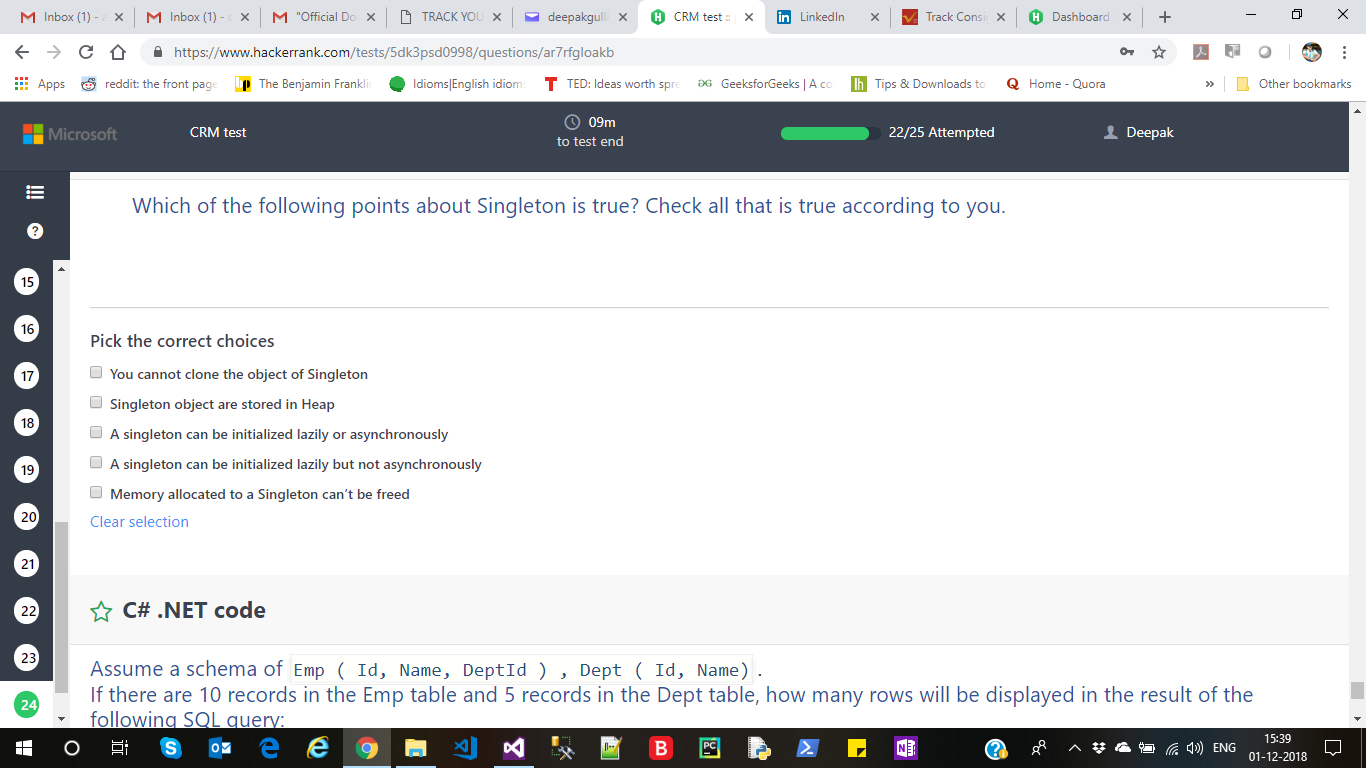 Inbox (1) - a
Inbox (1) - c
"Official Do
TRACK YOU
deepakgulli
CRM test :: 
LinkedIn
Track Consi
Dashboard
https://www.hackerrank.com/tests/5dk3psd0998/questions/ar7rfgloakb
Apps
reddit: the front page
The Benjamin Franklin
Idioms|English idioms
TED: Ideas worth spre
GeeksforGeeks | A co
Tips & Downloads to
Home - Quora
»
Other bookmarks
Microsoft
CRM test
09m
to test end
22/25 Attempted
Deepak
?
15
16
17
18
19
20
21
22
23
24
Which of the following points about Singleton is true? Check all that is true according to you.
Pick the correct choices
You cannot clone the object of Singleton
Singleton object are stored in Heap
A singleton can be initialized lazily or asynchronously
A singleton can be initialized lazily but not asynchronously
Memory allocated to a Singleton can't be freed
Clear selection
C# .NET code
Assume a schema of Emp ( Id, Name, DeptId ) , Dept ( Id, Name) .
If there are 10 records in the Emp table and 5 records in the Dept table, how many rows will be displayed in the result of the
following SQL query:
ENG
15:39
01-12-2018